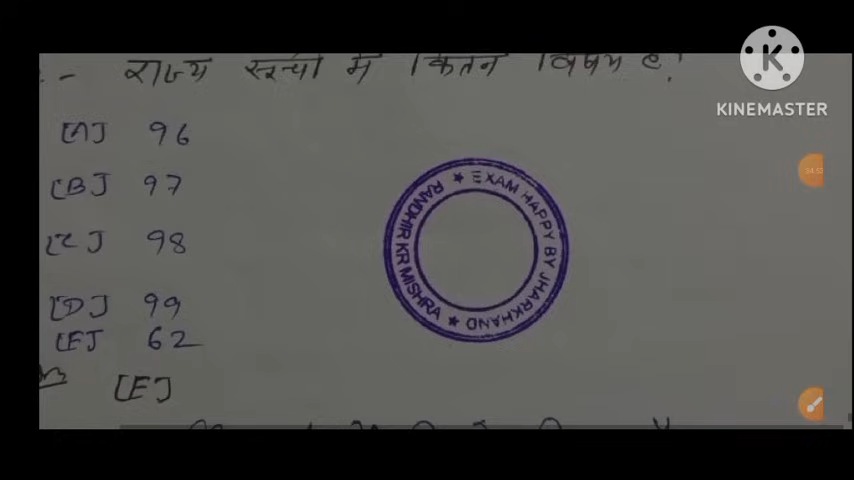 :- राज्य सूची में कितने विषय है?
[A] 96
[B] 97
[C] 98
[D] 99
[E] 62
[E]
RANDHIR KR MISHRA ★ EXAM HAPPY BY JHARKHAND ★
KINEMASTER